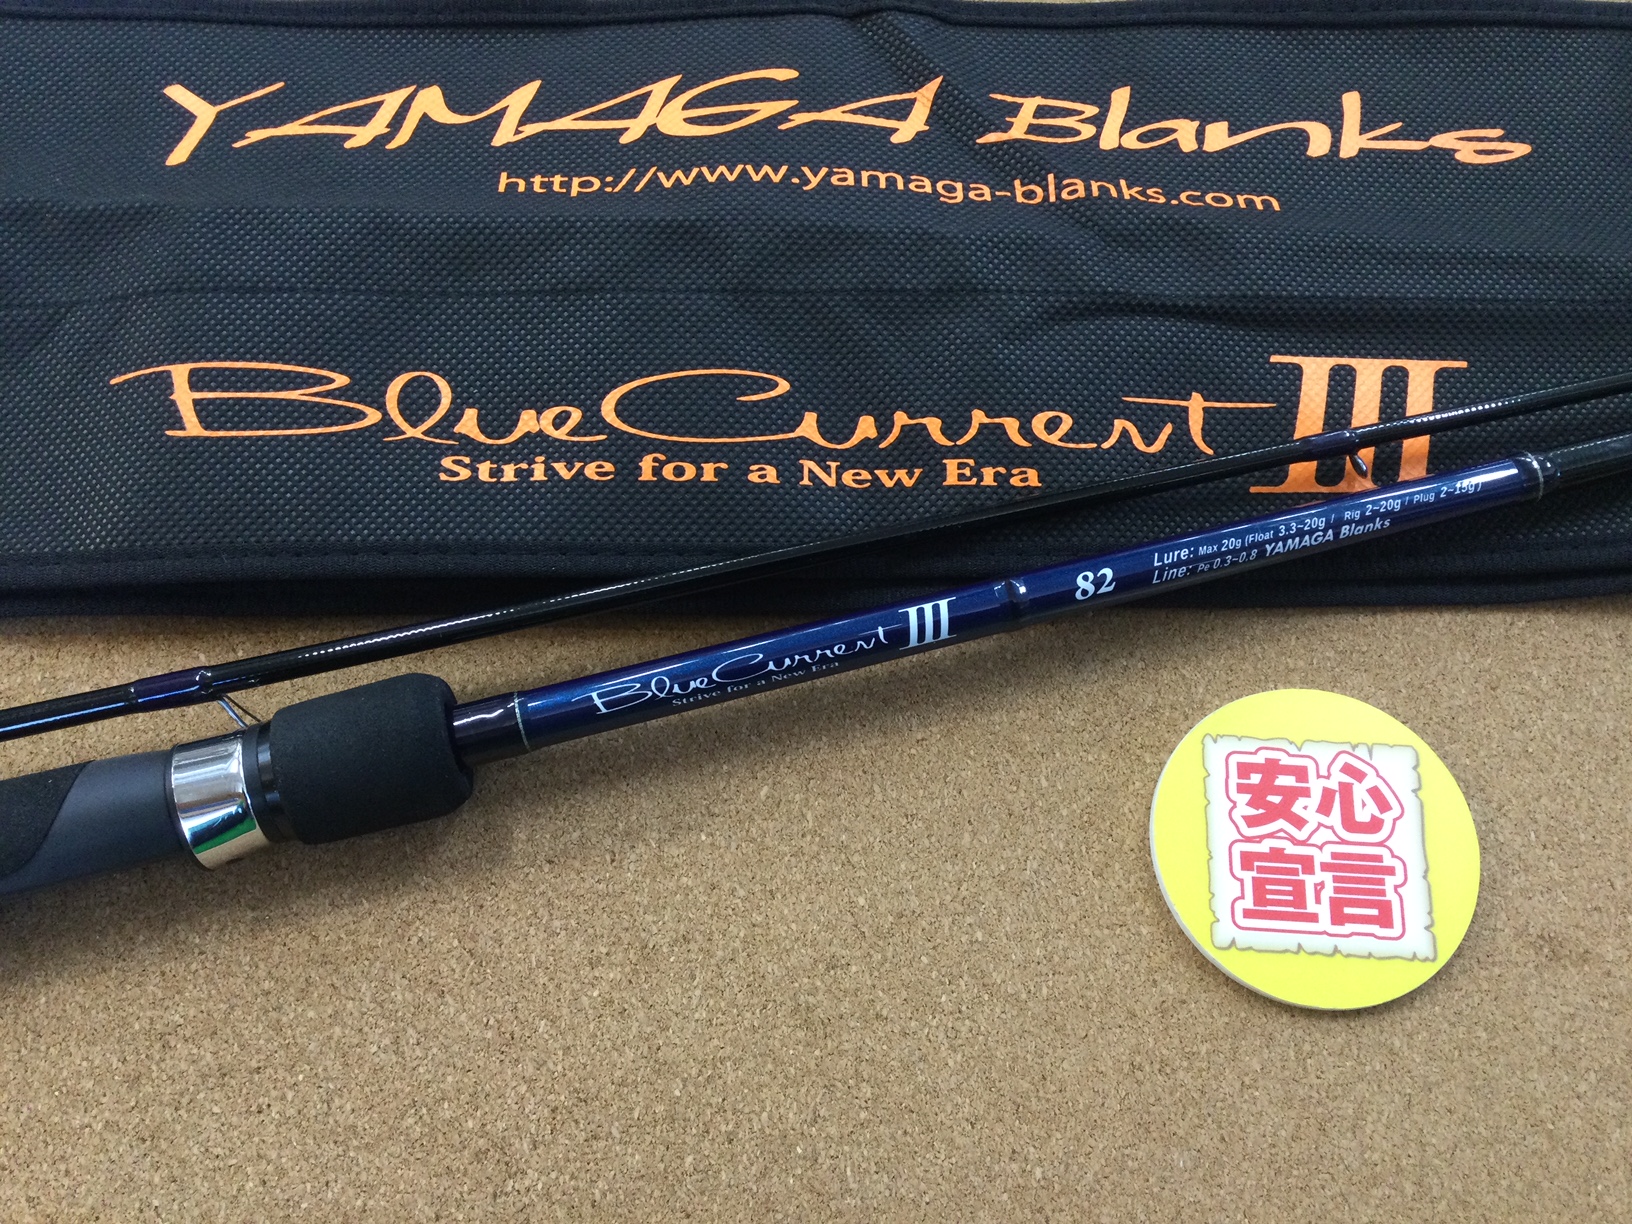 YAMAGA Blanks
http://www.yamaga-blanks.com
BlueCurrent III
Strive for a New Era
BlueCurrent III
Strive for a New Era
82
Lure: Max 20g (Float 3.3~20g / Rig 2~20g / Plug 2~15g)
Line: Pe 0.3~0.8 YAMAGA Blanks
安心
宣言